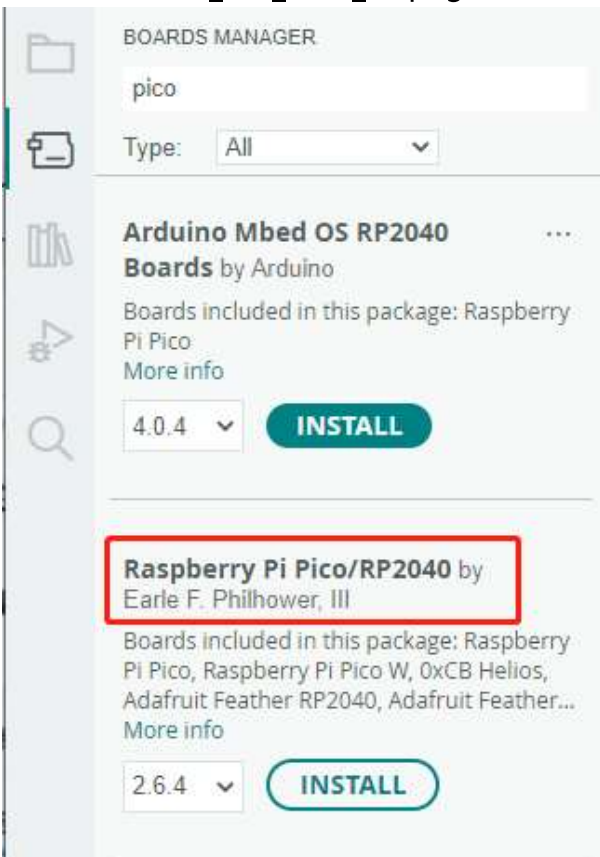 BOARDS MANAGER
pico
Type: All
Arduino Mbed OS RP2040
Boards by Arduino
Boards included in this package: Raspberry
Pi Pico
More info
4.0.4 INSTALL
Raspberry Pi Pico/RP2040 by
Earle F. Philhower, III
Boards included in this package: Raspberry
Pi Pico, Raspberry Pi Pico W, 0xCB Helios,
Adafruit Feather RP2040, Adafruit Feather...
More info
2.6.4 INSTALL